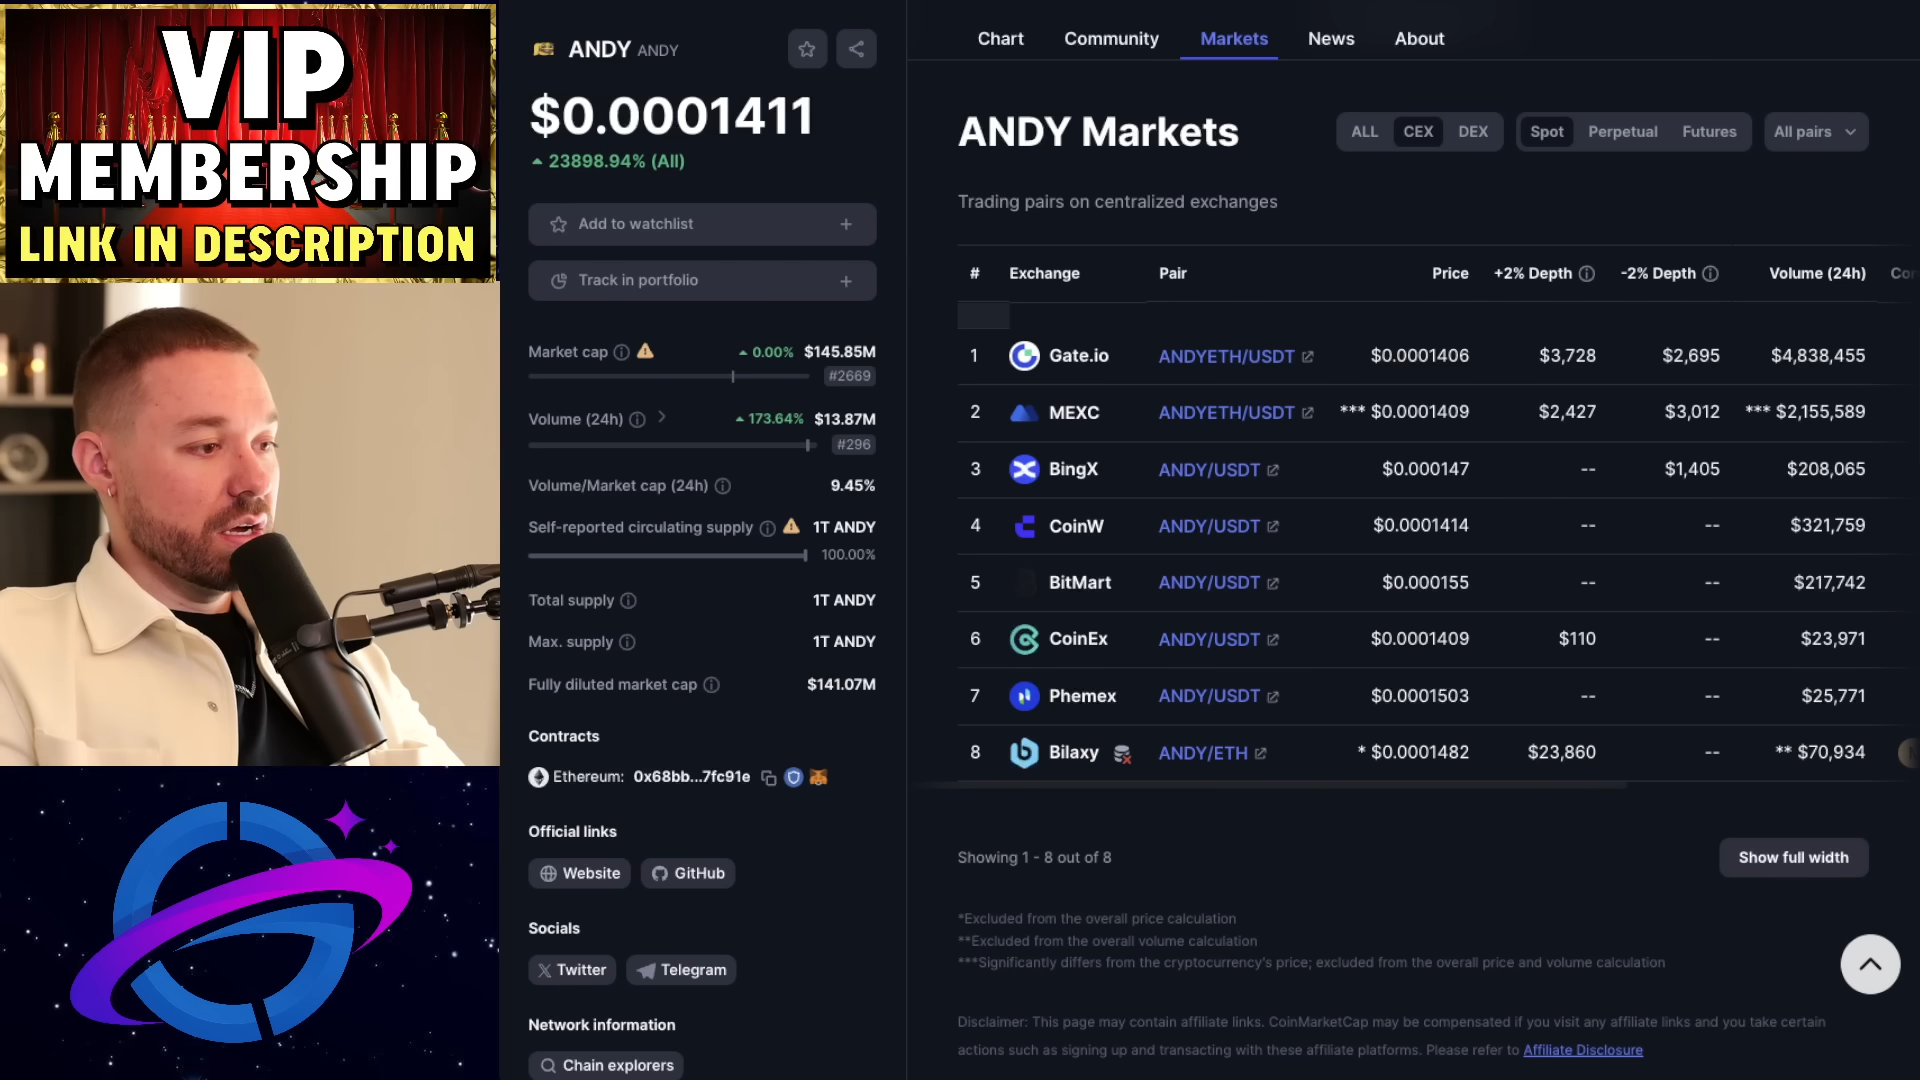 VIP
MEMBERSHIP
LINK IN DESCRIPTION
ANDY ANDY
$0.0001411
23898.94% (All)
Add to watchlist +
Track in portfolio +
Market cap 0.00% $145.85M
#2669
Volume (24h) 173.64% $13.87M
#296
Volume/Market cap (24h) 9.45%
Self-reported circulating supply 1T ANDY
100.00%
Total supply 1T ANDY
Max. supply 1T ANDY
Fully diluted market cap $141.07M
Contracts
Ethereum: 0x68bb...7fc91e
Official links
Website GitHub
Socials
Twitter Telegram
Network information
Chain explorers
Chart Community Markets News About
ANDY Markets
ALL CEX DEX Spot Perpetual Futures All pairs
Trading pairs on centralized exchanges
# Exchange Pair Price +2% Depth -2% Depth Volume (24h) Con
1 Gate.io ANDYETH/USDT $0.0001406 $3,728 $2,695 $4,838,455
2 MEXC ANDYETH/USDT *** $0.0001409 $2,427 $3,012 *** $2,155,589
3 BingX ANDY/USDT $0.000147 -- $1,405 $208,065
4 CoinW ANDY/USDT $0.0001414 -- -- $321,759
5 BitMart ANDY/USDT $0.000155 -- -- $217,742
6 CoinEx ANDY/USDT $0.0001409 $110 -- $23,971
7 Phemex ANDY/USDT $0.0001503 -- -- $25,771
8 Bilaxy ANDY/ETH * $0.0001482 $23,860 -- ** $70,934
Showing 1 - 8 out of 8
Show full width
*Excluded from the overall price calculation
**Excluded from the overall volume calculation
***Significantly differs from the cryptocurrency's price; excluded from the overall price and volume calculation
Disclaimer: This page may contain affiliate links. CoinMarketCap may be compensated if you visit any affiliate links and you take certain
actions such as signing up and transacting with these affiliate platforms. Please refer to Affiliate Disclosure